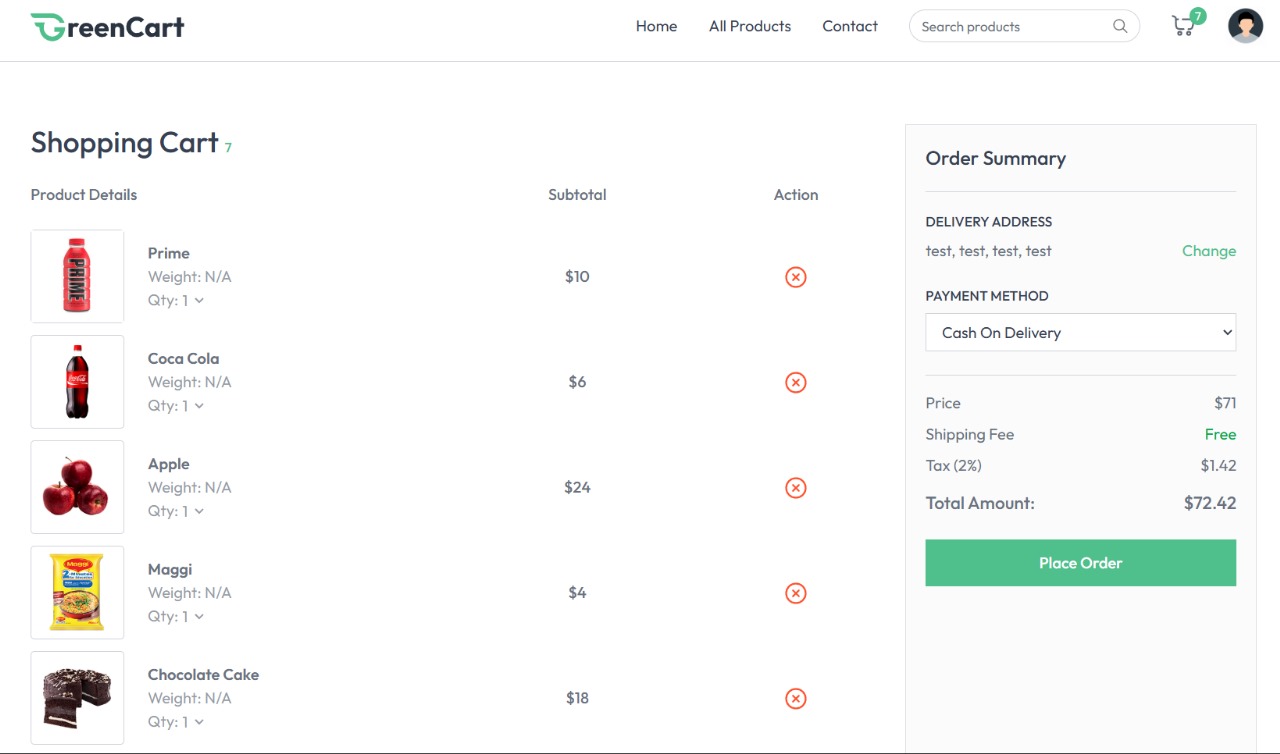 GreenCart
Home All Products Contact Search products 7
Shopping Cart 7
Product Details Subtotal Action
PRIME
Prime
Weight: N/A
Qty: 1
$10
Coca-Cola
Coca Cola
Weight: N/A
Qty: 1
$6
Apple
Weight: N/A
Qty: 1
$24
Maggi
Maggi
Weight: N/A
Qty: 1
$4
Chocolate Cake
Weight: N/A
Qty: 1
$18
Order Summary
DELIVERY ADDRESS
test, test, test, test Change
PAYMENT METHOD
Cash On Delivery
Price $71
Shipping Fee Free
Tax (2%) $1.42
Total Amount: $72.42
Place Order